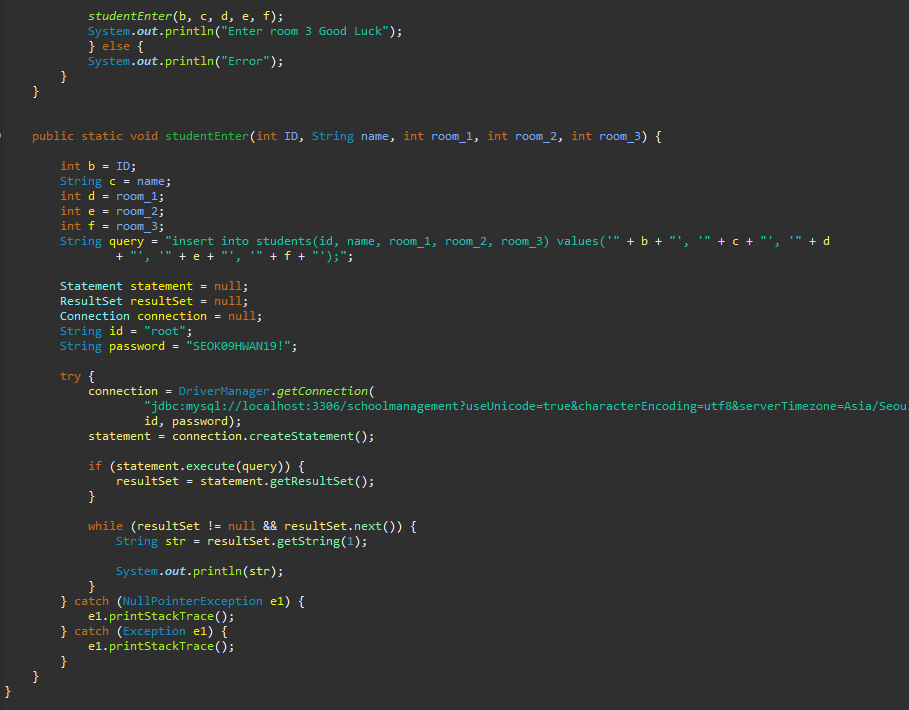 studentEnter(b, c, d, e, f);
System.out.println("Enter room 3 Good Luck");
} else {
System.out.println("Error");
}
}
public static void studentEnter(int ID, String name, int room_1, int room_2, int room_3) {
int b = ID;
String c = name;
int d = room_1;
int e = room_2;
int f = room_3;
String query = "insert into students(id, name, room_1, room_2, room_3) values('" + b + "', '" + c + "', '" + d
+ "', '" + e + "', '" + f + "');";
Statement statement = null;
ResultSet resultSet = null;
Connection connection = null;
String id = "root";
String password = "SEOK09HWAN19!";
try {
connection = DriverManager.getConnection(
"jdbc:mysql://localhost:3306/schoolmanagement?useUnicode=true&characterEncoding=utf8&serverTimezone=Asia/Seoul
id, password);
statement = connection.createStatement();
if (statement.execute(query)) {
resultSet = statement.getResultSet();
}
while (resultSet != null && resultSet.next()) {
String str = resultSet.getString(1);
System.out.println(str);
}
} catch (NullPointerException e1) {
e1.printStackTrace();
} catch (Exception e1) {
e1.printStackTrace();
}
}
}